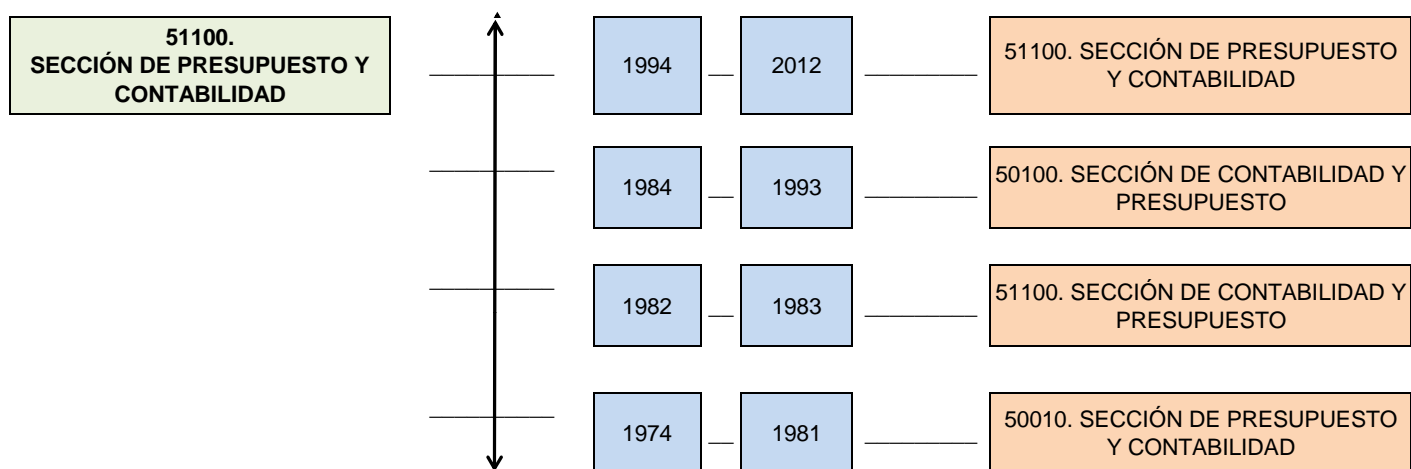 51100.
SECCIÓN DE PRESUPUESTO Y
CONTABILIDAD
1994
2012
51100. SECCIÓN DE PRESUPUESTO
Y CONTABILIDAD
1984
1993
50100. SECCIÓN DE CONTABILIDAD Y
PRESUPUESTO
1982
1983
51100. SECCIÓN DE CONTABILIDAD Y
PRESUPUESTO
1974
1981
50010. SECCIÓN DE PRESUPUESTO
Y CONTABILIDAD